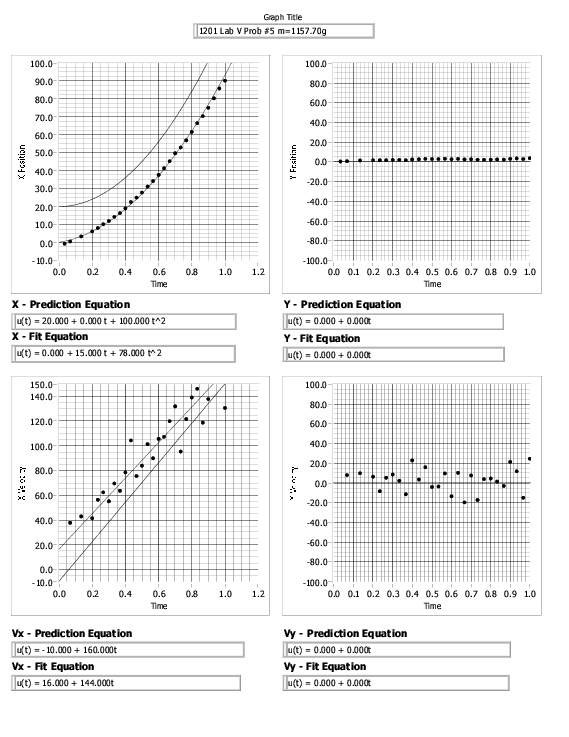 Graph Title
1201 Lab V Prob #5 m=1157.70g
100.0
90.0
80.0
70.0
60.0
50.0
40.0
30.0
20.0
10.0
0.0
-10.0
0.0 0.2 0.4 0.6 0.8 1.0 1.2
X Position
Time
100.0
80.0
60.0
40.0
20.0
0.0
-20.0
-40.0
-60.0
-80.0
-100.0
0.0 0.1 0.2 0.3 0.4 0.5 0.6 0.7 0.8 0.9 1.0
Y Position
Time
X - Prediction Equation
u(t) = 20.000 + 0.000 t + 100.000 t^2
X - Fit Equation
u(t) = 0.000 + 15.000 t + 78.000 t^2
Y - Prediction Equation
u(t) = 0.000 + 0.000t
Y - Fit Equation
u(t) = 0.000 + 0.000t
150.0
140.0
120.0
100.0
80.0
60.0
40.0
20.0
0.0
-10.0
0.0 0.2 0.4 0.6 0.8 1.0 1.2
X Velocity
Time
100.0
80.0
60.0
40.0
20.0
0.0
-20.0
-40.0
-60.0
-80.0
-100.0
0.0 0.1 0.2 0.3 0.4 0.5 0.6 0.7 0.8 0.9 1.0
Y Velocity
Time
Vx - Prediction Equation
u(t) = -10.000 + 160.000t
Vx - Fit Equation
u(t) = 16.000 + 144.000t
Vy - Prediction Equation
u(t) = 0.000 + 0.000t
Vy - Fit Equation
u(t) = 0.000 + 0.000t